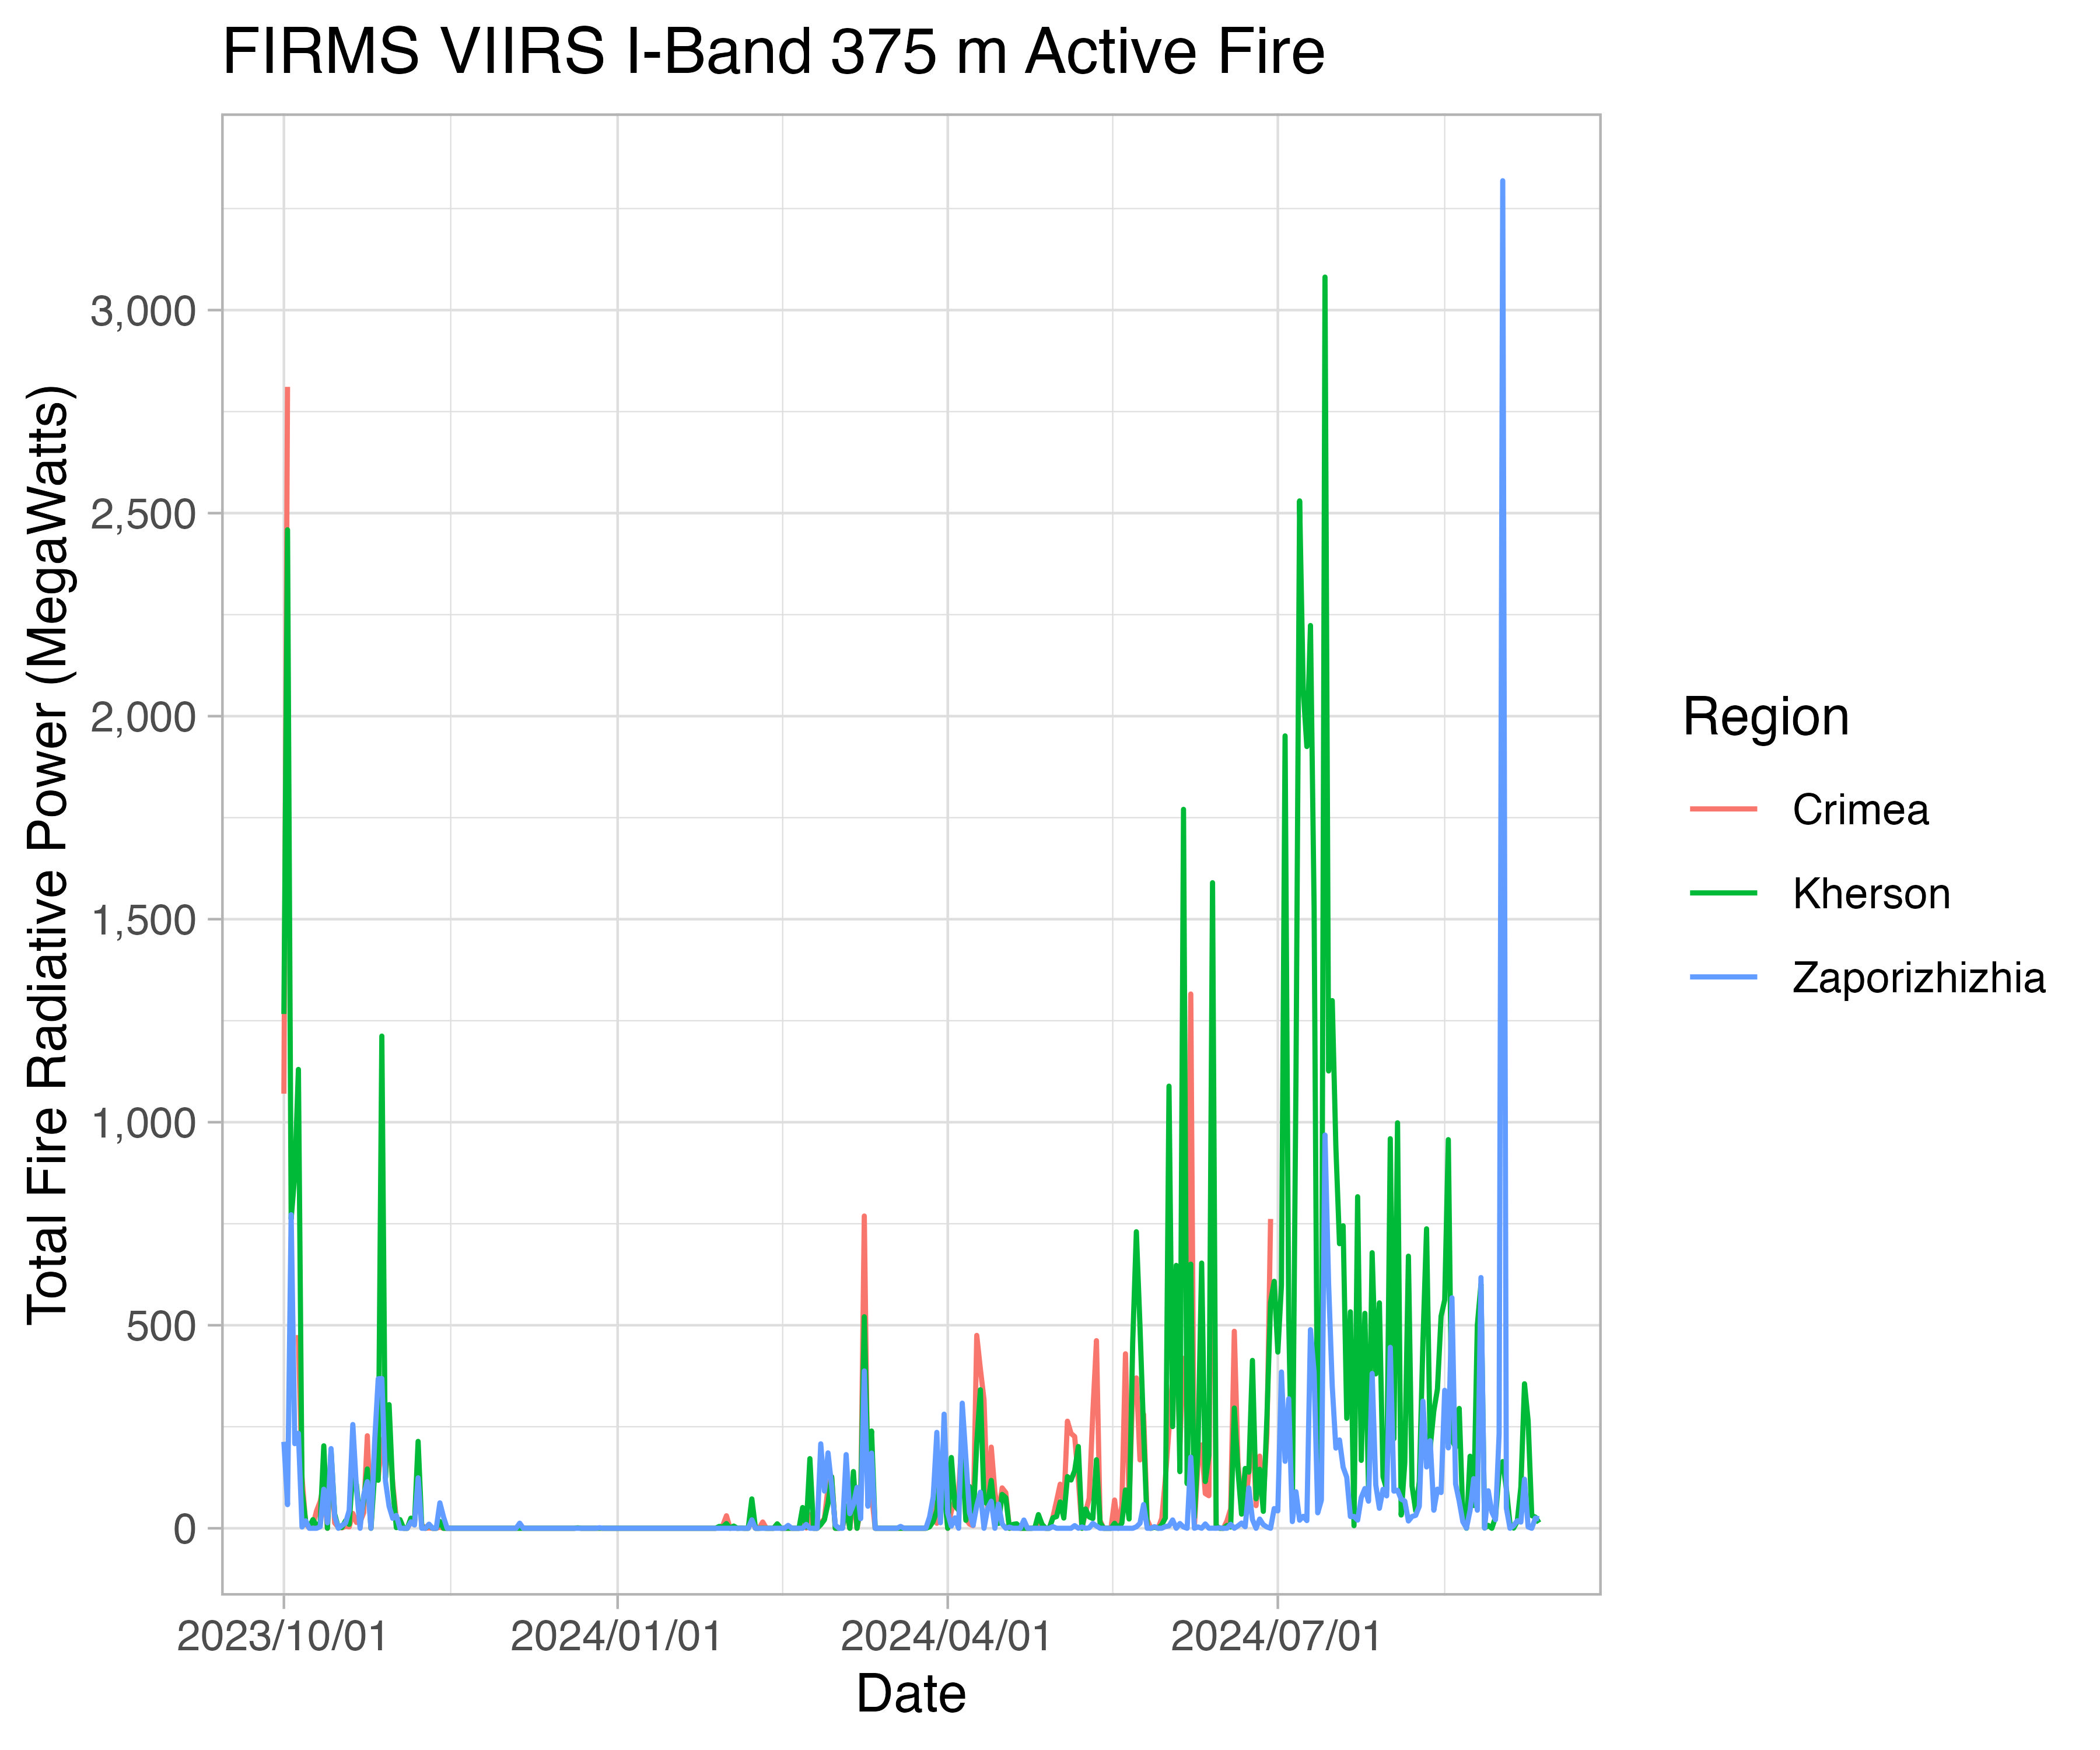 FIRMS VIIRS I-Band 375 m Active Fire
Total Fire Radiative Power (MegaWatts)
3,000
2,500
2,000
1,500
1,000
500
0
2023/10/01 2024/01/01 2024/04/01 2024/07/01
Date
Region
Crimea
Kherson
Zaporizhizhia